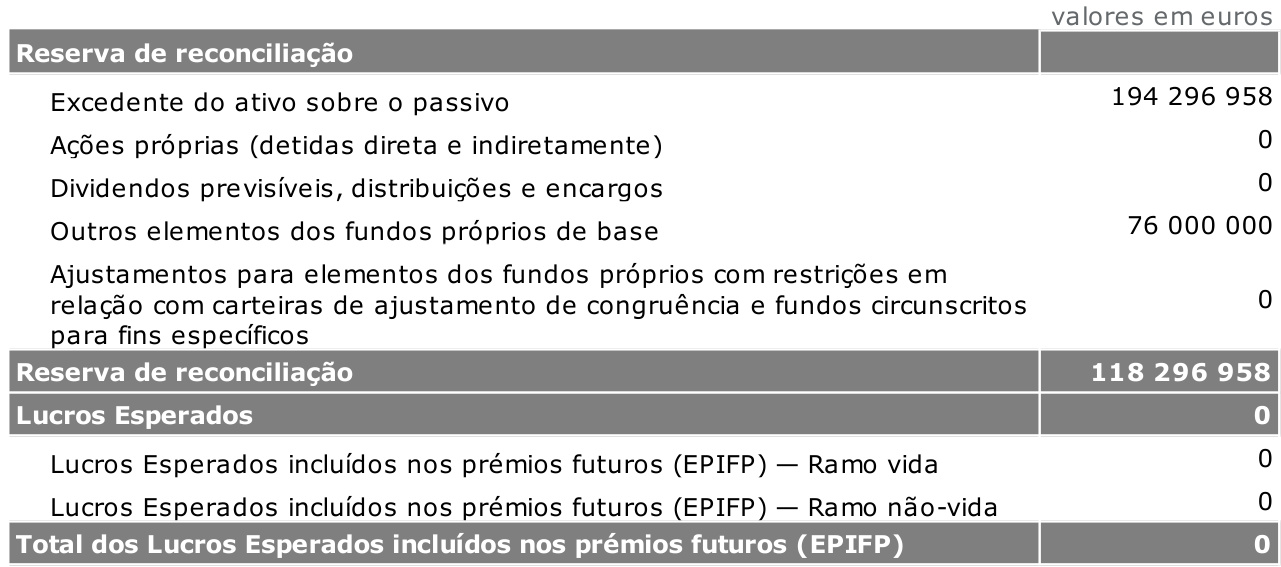 valores em euros
Reserva de reconciliação
Excedente do ativo sobre o passivo 194 296 958
Ações próprias (detidas direta e indiretamente) 0
Dividendos previsíveis, distribuições e encargos 0
Outros elementos dos fundos próprios de base 76 000 000
Ajustamentos para elementos dos fundos próprios com restrições em
relação com carteiras de ajustamento de congruência e fundos circunscritos 0
para fins específicos
Reserva de reconciliação 118 296 958
Lucros Esperados 0
Lucros Esperados incluídos nos prémios futuros (EPIFP) — Ramo vida 0
Lucros Esperados incluídos nos prémios futuros (EPIFP) — Ramo não-vida 0
Total dos Lucros Esperados incluídos nos prémios futuros (EPIFP) 0